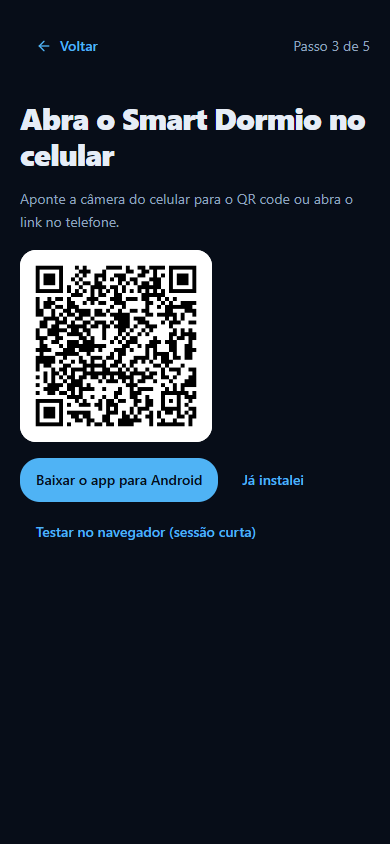 Voltar
Passo 3 de 5
Abra o Smart Dormio no
celular
Aponte a câmera do celular para o QR code ou abra o
link no telefone.
Baixar o app para Android
Já instalei
Testar no navegador (sessão curta)